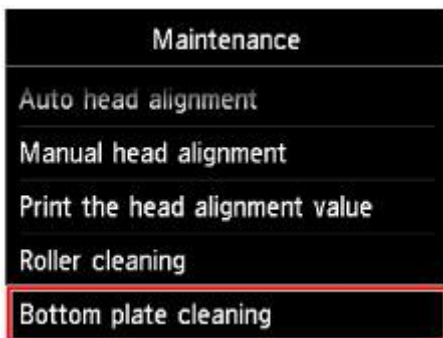 Maintenance
Auto head alignment
Manual head alignment
Print the head alignment value
Roller cleaning
Bottom plate cleaning